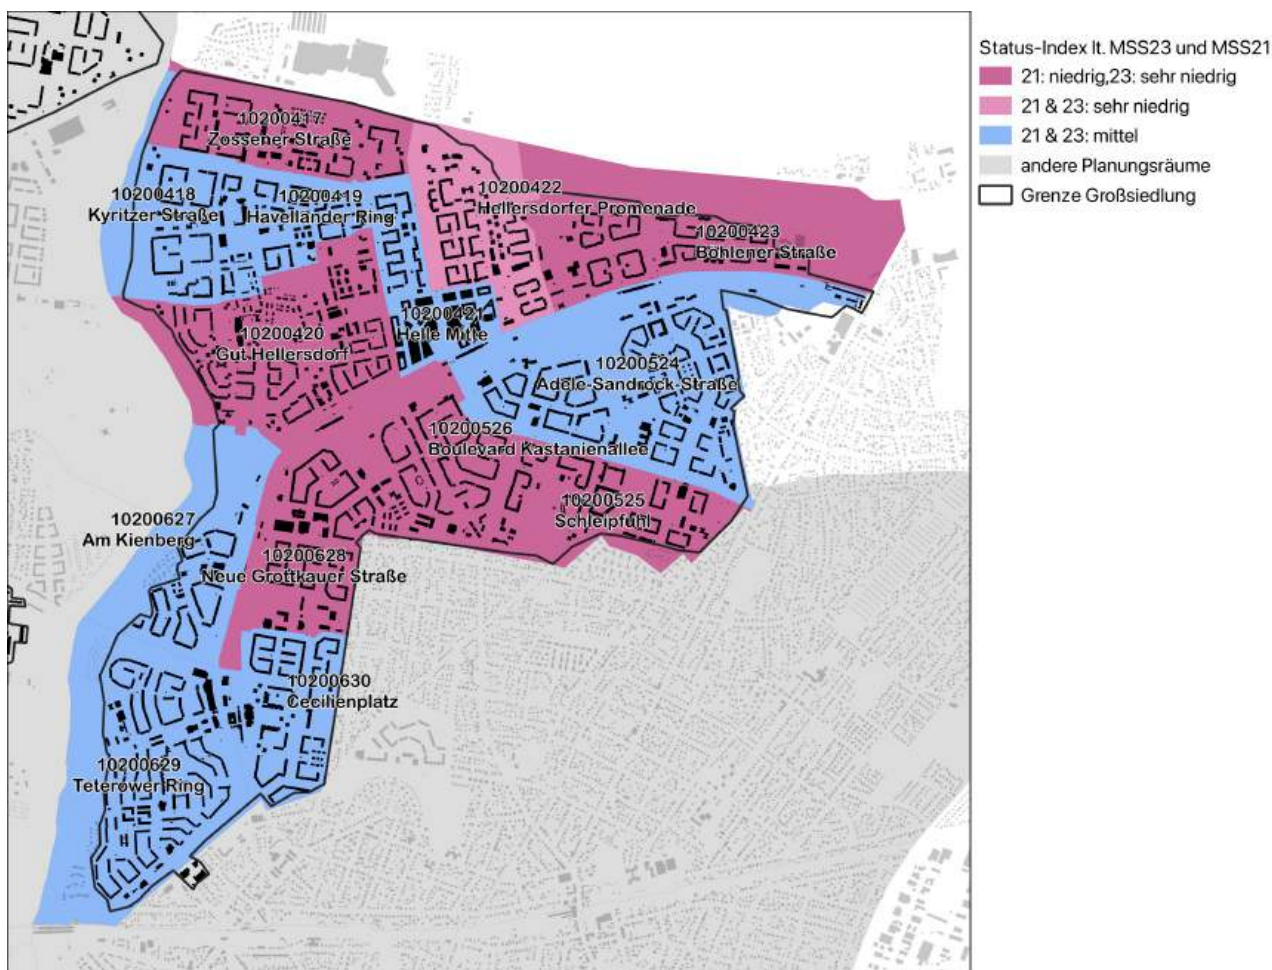 Status-Index lt. MSS23 und MSS21
21: niedrig,23: sehr niedrig
21 & 23: sehr niedrig
21 & 23: mittel
andere Planungsräume
Grenze Großsiedlung
10200417
Zossener Straße
10200418
Kyritzer Straße
10200419
Havelländer Ring
10200422
Hellersdorfer Promenade
10200423
Böhlener Straße
10200420
Gut Hellersdorf
10200421
Helle Mitte
10200524
Adele-Sandrock-Straße
10200526
Boulevard Kastanienallee
10200525
Schleipfuhl
10200627
Am Kienberg
10200628
Neue Grottkauer Straße
10200630
Cecilienplatz
10200629
Teterower Ring